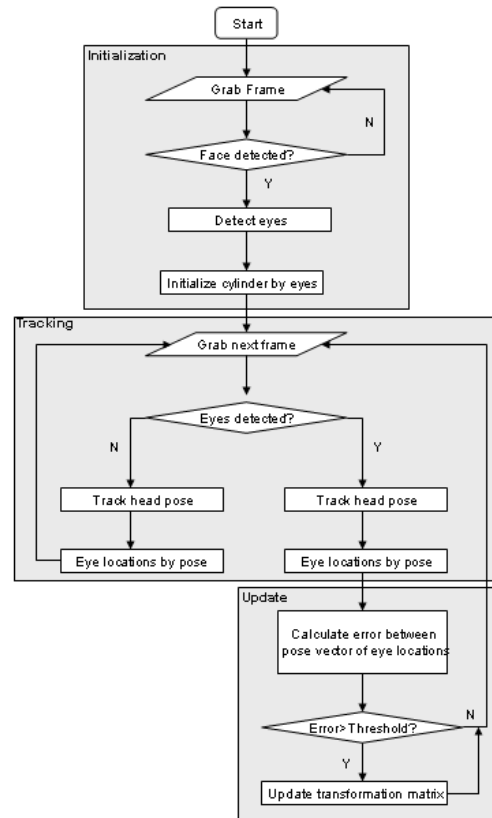 Start
Initialization
Grab Frame
N
Face detected?
Y
Detect eyes
Initialize cylinder by eyes
Tracking
Grab next frame
Eyes detected?
N
Y
Track head pose
Track head pose
Eye locations by pose
Eye locations by pose
Update
Calculate error between
pose vector of eye locations
N
Error>Threshold?
Y
Update transformation matrix